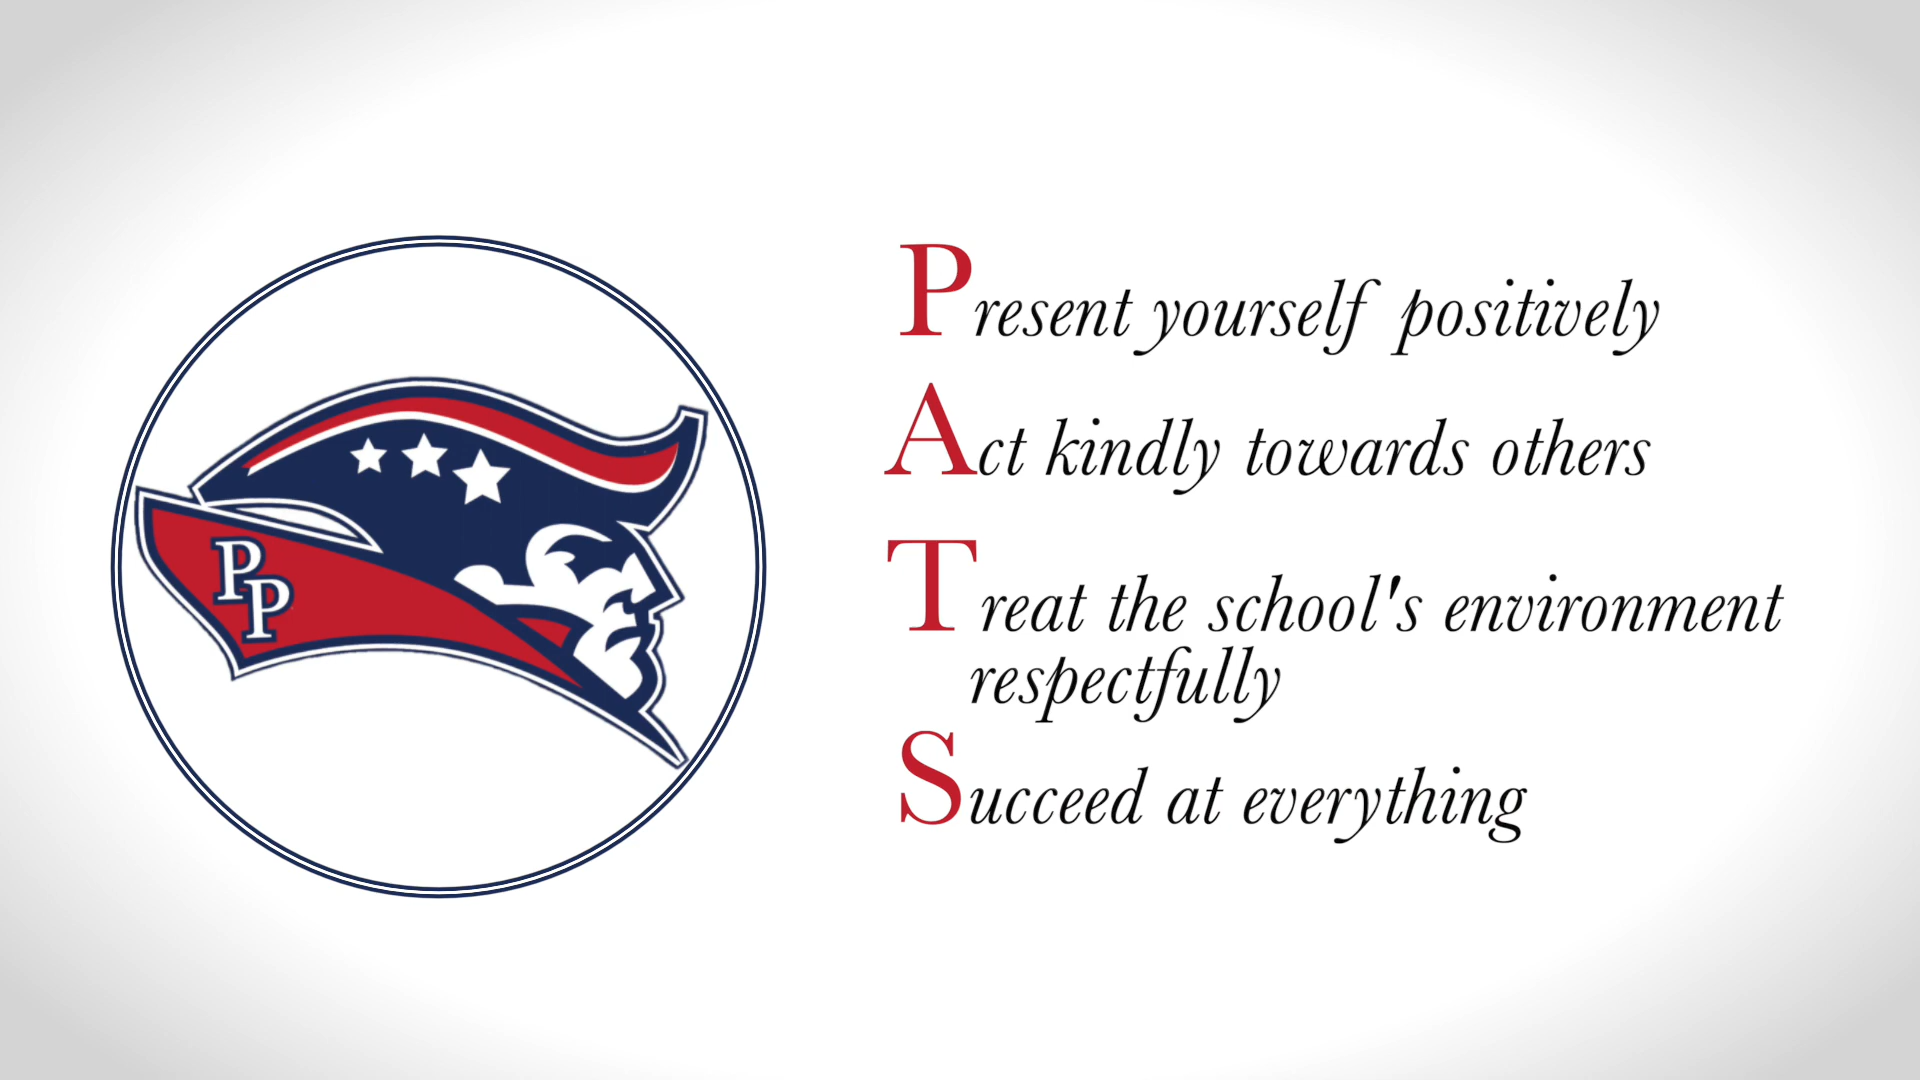 PP
Present yourself positively
Act kindly towards others
Treat the school's environment
respectfully
Succeed at everything